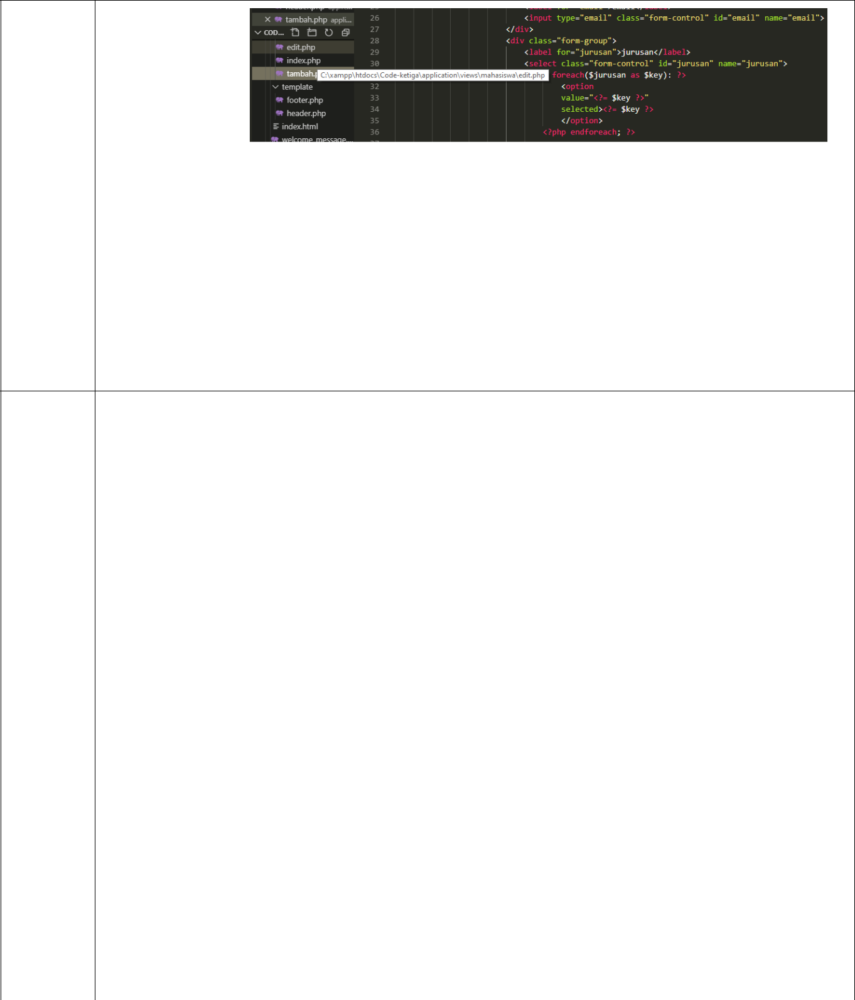 tambah.php appli...
COD...
edit.php
index.php
tambah.p
C:\xampp\htdocs\Code-ketiga\application\views\mahasiswa\edit.php
template
footer.php
header.php
index.html
welcome_message....
26 <input type="email" class="form-control" id="email" name="email">
27 </div>
28 <div class="form-group">
29 <label for="jurusan">jurusan</label>
30 <select class="form-control" id="jurusan" name="jurusan">
foreach($jurusan as $key): ?>
32 <option
33 value="<?= $key ?>"
34 selected><?= $key ?>
35 </option>
36 <?php endforeach; ?>